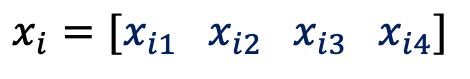 xᵢ = [xᵢ₁ xᵢ₂ xᵢ₃ xᵢ₄]